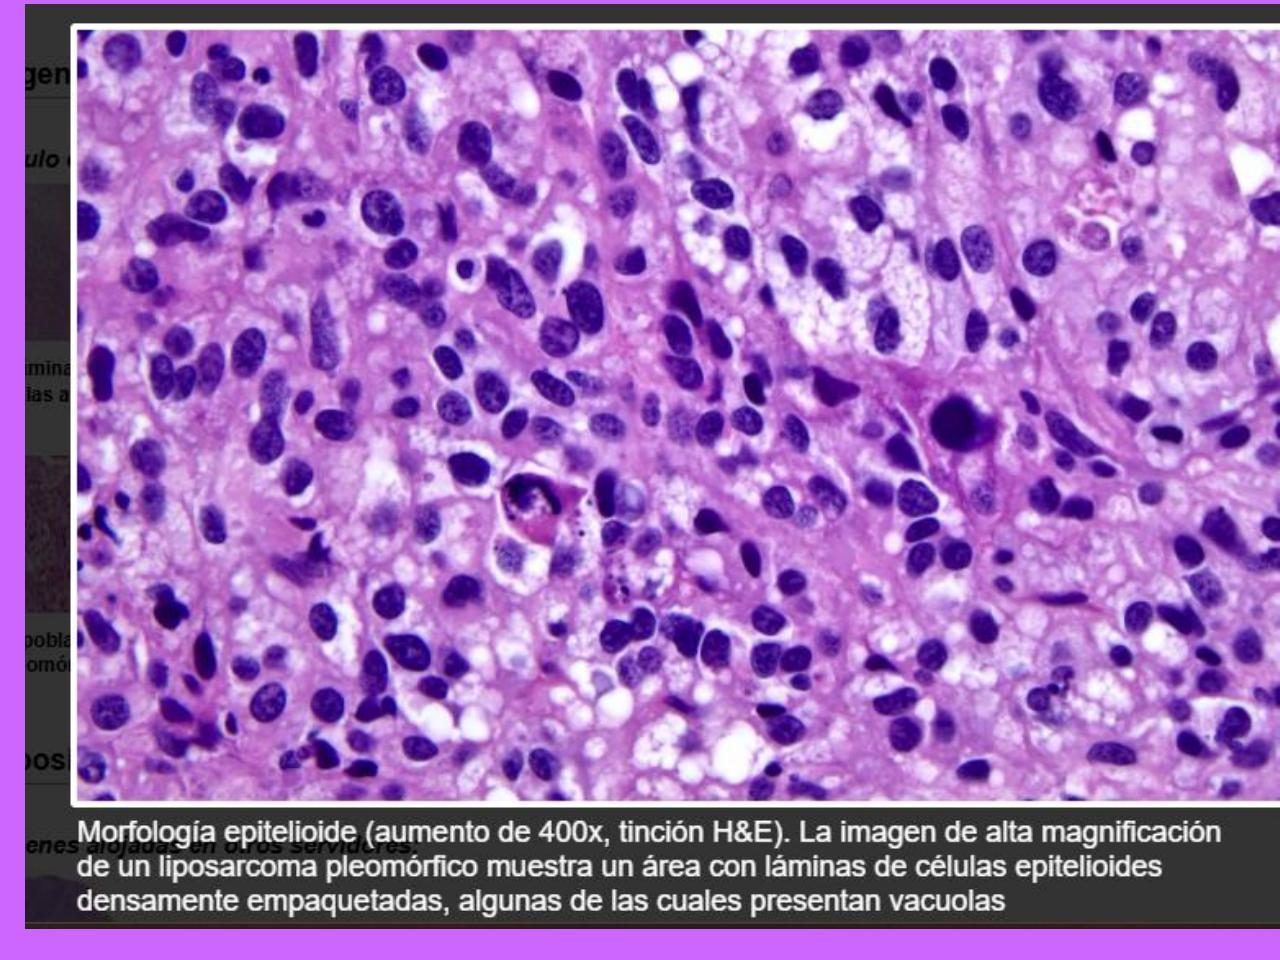 Morfología epitelioide (aumento de 400x, tinción H&E). La imagen de alta magnificación
de un liposarcoma pleomórfico muestra un área con láminas de células epitelioides
densamente empaquetadas, algunas de las cuales presentan vacuolas